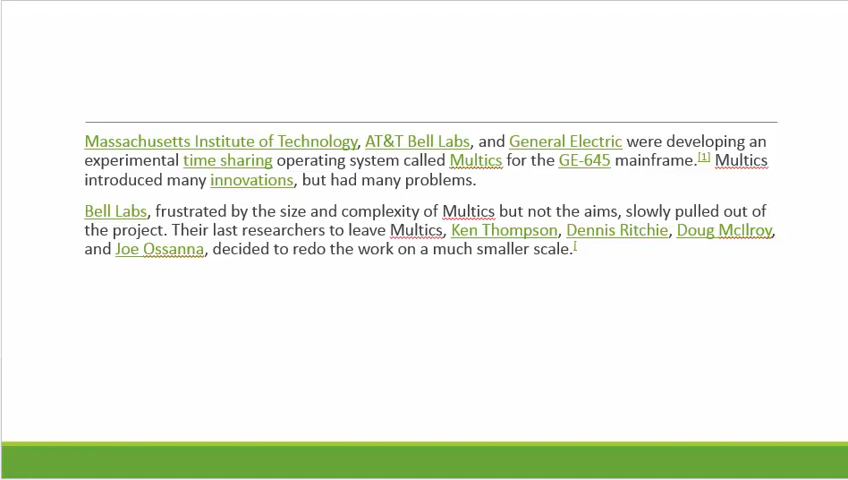 Massachusetts Institute of Technology, AT&T Bell Labs, and General Electric were developing an
experimental time sharing operating system called Multics for the GE-645 mainframe.[1] Multics
introduced many innovations, but had many problems.
Bell Labs, frustrated by the size and complexity of Multics but not the aims, slowly pulled out of
the project. Their last researchers to leave Multics, Ken Thompson, Dennis Ritchie, Doug McIlroy,
and Joe Ossanna, decided to redo the work on a much smaller scale.[